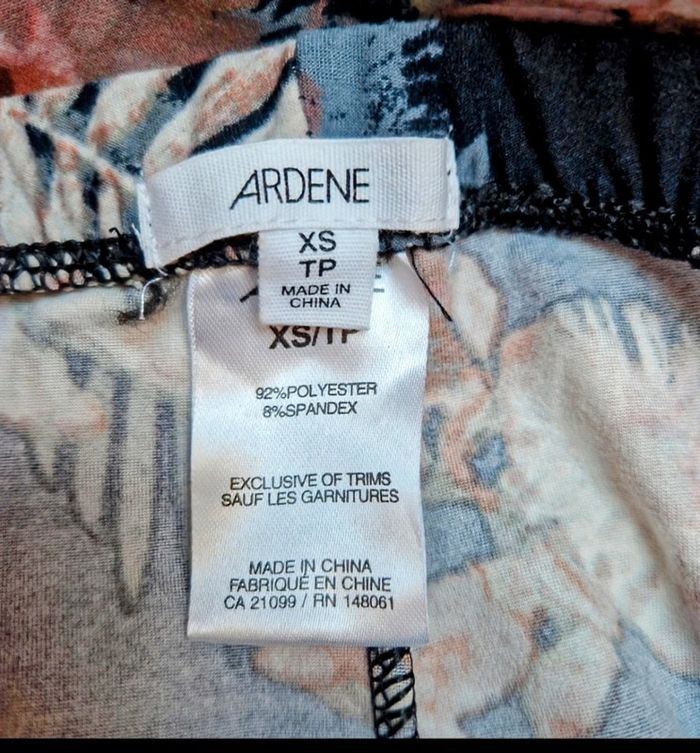 ARDENE
XS
TP
MADE IN
CHINA
XS/TP
92%POLYESTER
8%SPANDEX
EXCLUSIVE OF TRIMS
SAUF LES GARNITURES
MADE IN CHINA
FABRIQUÉ EN CHINE
CA 21099 / RN 148061